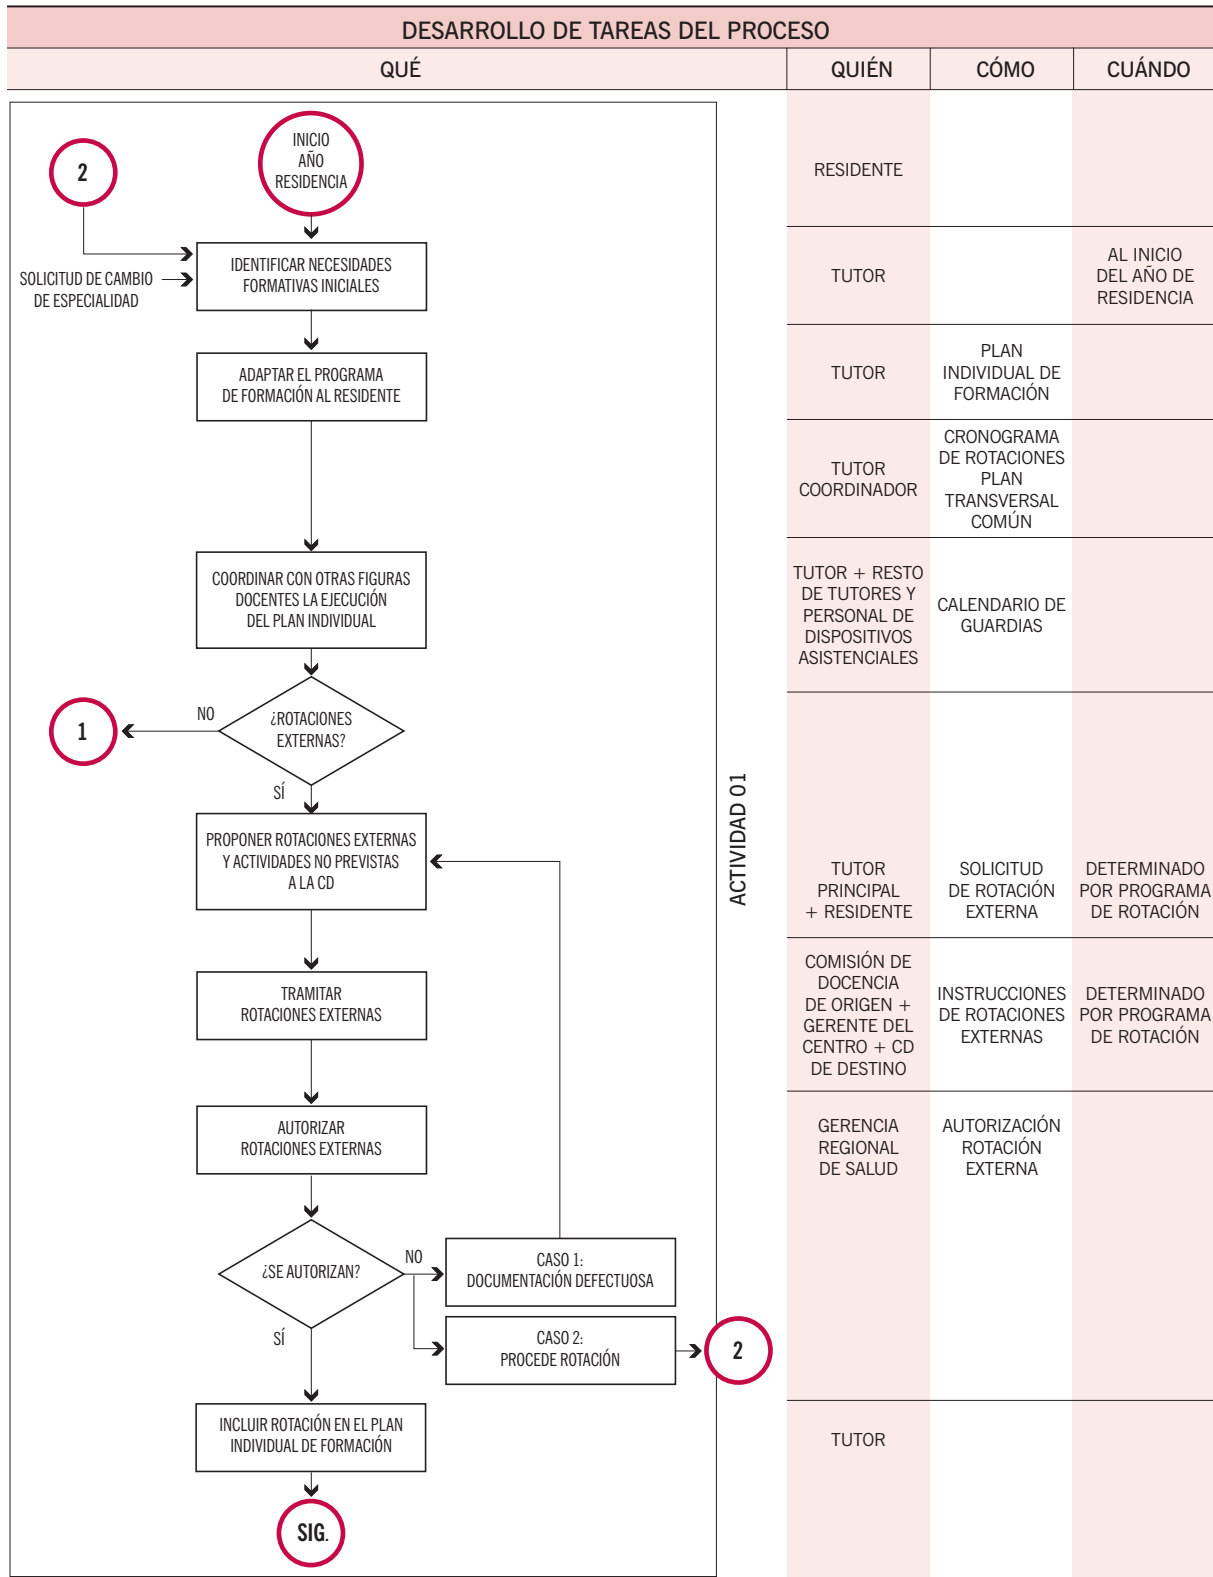 DESARROLLO DE TAREAS DEL PROCESO
QUÉ
QUIÉN
CÓMO
CUÁNDO
INICIO
AÑO
RESIDENCIA
2
RESIDENTE
SOLICITUD DE CAMBIO
DE ESPECIALIDAD
IDENTIFICAR NECESIDADES
FORMATIVAS INICIALES
TUTOR
AL INICIO
DEL AÑO DE
RESIDENCIA
ADAPTAR EL PROGRAMA
DE FORMACIÓN AL RESIDENTE
TUTOR
PLAN
INDIVIDUAL DE
FORMACIÓN
TUTOR
COORDINADOR
CRONOGRAMA
DE ROTACIONES
PLAN
TRANSVERSAL
COMÚN
COORDINAR CON OTRAS FIGURAS
DOCENTES LA EJECUCIÓN
DEL PLAN INDIVIDUAL
TUTOR + RESTO
DE TUTORES Y
PERSONAL DE
DISPOSITIVOS
ASISTENCIALES
CALENDARIO DE
GUARDIAS
¿ROTACIONES
EXTERNAS?
NO
1
SÍ
ACTIVIDAD 01
PROPONER ROTACIONES EXTERNAS
Y ACTIVIDADES NO PREVISTAS
A LA CD
TUTOR
PRINCIPAL
+ RESIDENTE
SOLICITUD
DE ROTACIÓN
EXTERNA
DETERMINADO
POR PROGRAMA
DE ROTACIÓN
TRAMITAR
ROTACIONES EXTERNAS
COMISIÓN DE
DOCENCIA
DE ORIGEN +
GERENTE DEL
CENTRO + CD
DE DESTINO
INSTRUCCIONES
DE ROTACIONES
EXTERNAS
DETERMINADO
POR PROGRAMA
DE ROTACIÓN
AUTORIZAR
ROTACIONES EXTERNAS
GERENCIA
REGIONAL
DE SALUD
AUTORIZACIÓN
ROTACIÓN
EXTERNA
¿SE AUTORIZAN?
NO
CASO 1:
DOCUMENTACIÓN DEFECTUOSA
SÍ
CASO 2:
PROCEDE ROTACIÓN
2
INCLUIR ROTACIÓN EN EL PLAN
INDIVIDUAL DE FORMACIÓN
TUTOR
SIG.